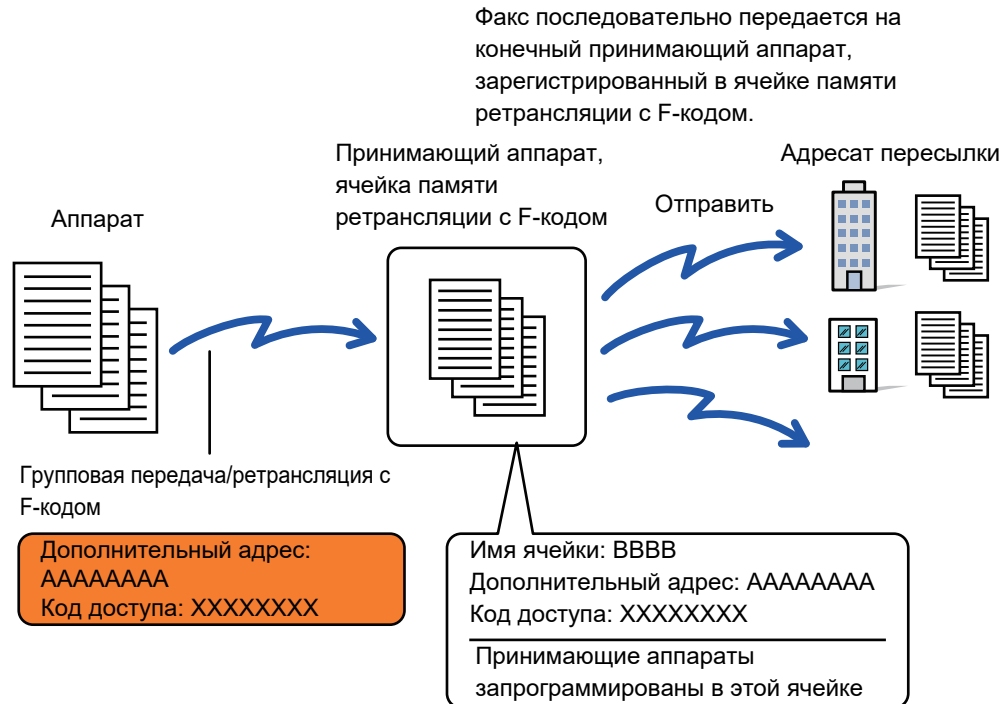 Факс последовательно передается на
конечный принимающий аппарат,
зарегистрированный в ячейке памяти
ретрансляции с F-кодом.
Принимающий аппарат,
ячейка памяти
ретрансляции с F-кодом
Адресат пересылки
Отправить
Аппарат
Групповая передача/ретрансляция с
F-кодом
Дополнительный адрес:
AAAAAAAA
Код доступа: XXXXXXXX
Имя ячейки: BBBB
Дополнительный адрес: AAAAAAAA
Код доступа: XXXXXXXX
Принимающие аппараты
запрограммированы в этой ячейке